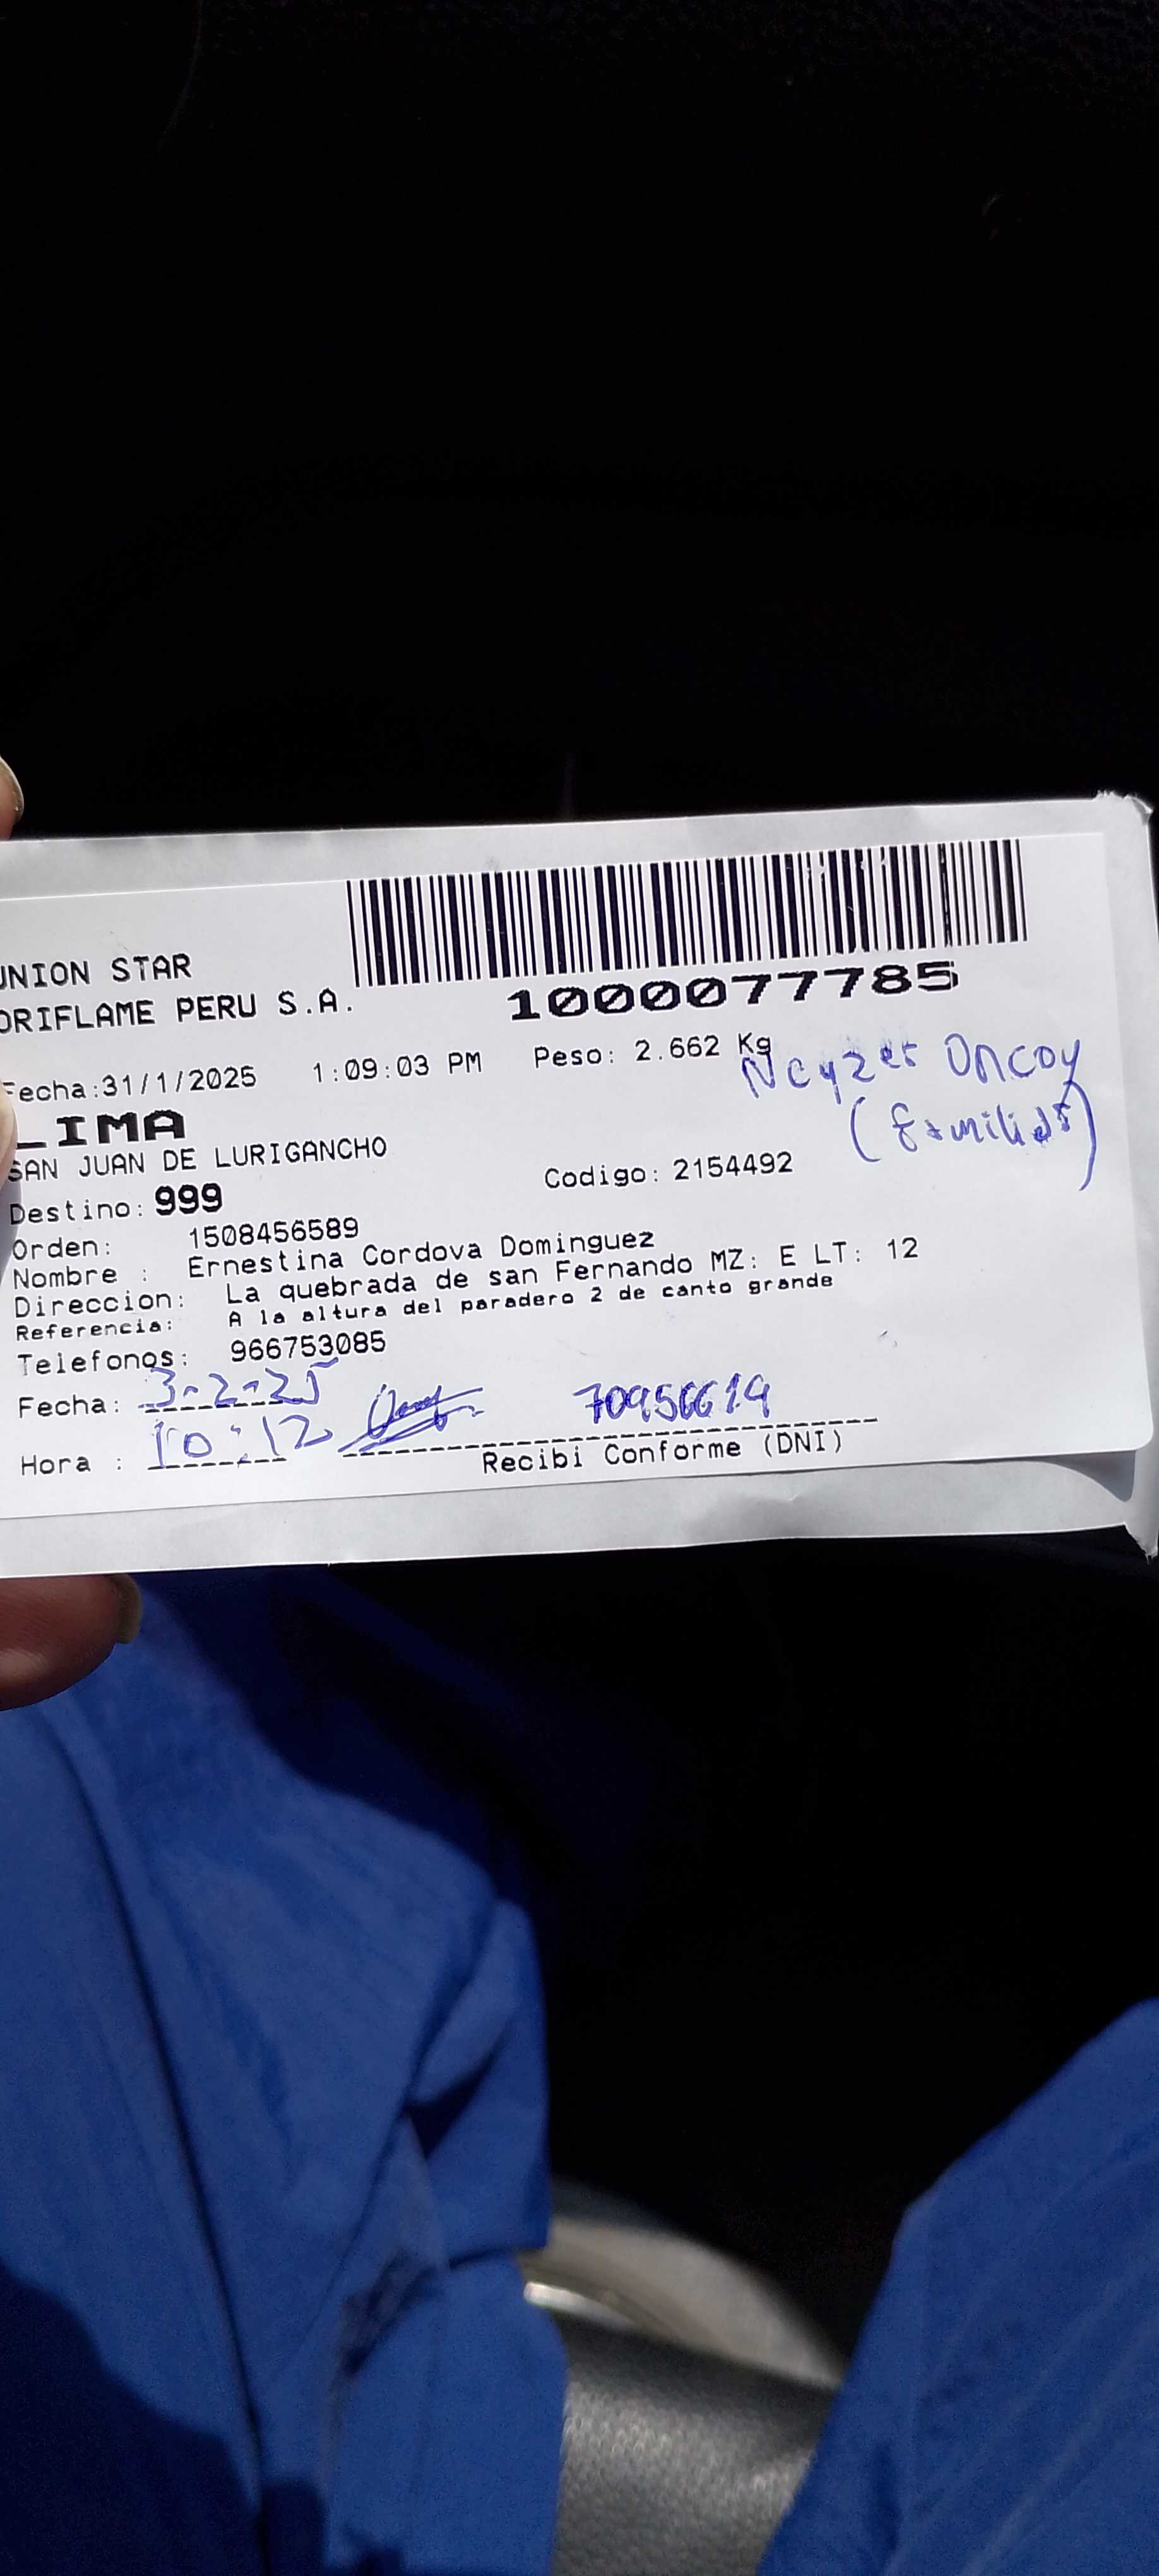 UNION STAR
ORIFLAME PERU S.A.
1000077785
Fecha:31/1/2025 1:09:03 PM Peso: 2.662 Kg
Neyzer Oncoy
(familiar)
LIMA
SAN JUAN DE LURIGANCHO
Destino: 999 Codigo: 2154492
Orden: 1508456589
Nombre : Ernestina Cordova Dominguez
Direccion: La quebrada de san Fernando MZ: E LT: 12
Referencia: A la altura del paradero 2 de canto grande
Telefonos: 966753085
Fecha: 3-2-25
Hora : 10:12 70956619
Recibi Conforme (DNI)